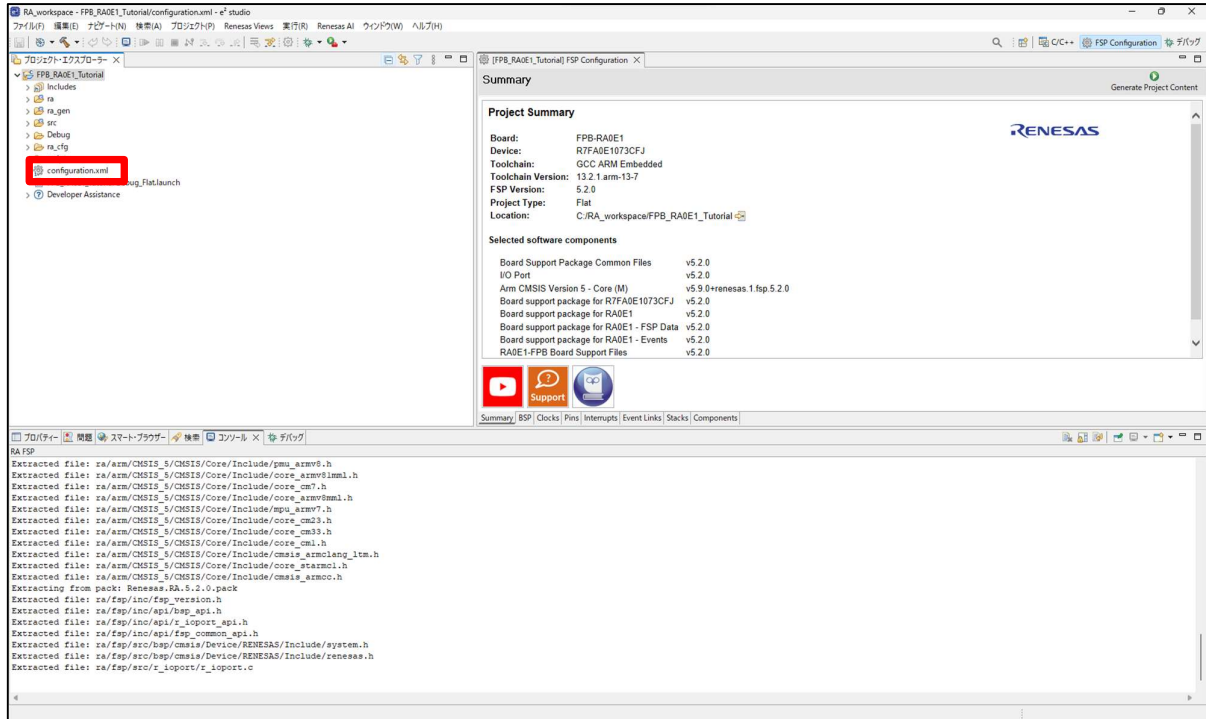 RA_workspace - FPB_RA0E1_Tutorial/configuration.xml - e² studio
ファイル(F) 編集(E) ナビゲート(N) 検索(A) プロジェクト(P) Renesas Views 実行(R) Renesas AI ウィンドウ(W) ヘルプ(H)
C/C++ FSP Configuration デバッグ
プロジェクト・エクスプローラー
FPB_RA0E1_Tutorial
Includes
ra
ra_gen
src
Debug
ra_cfg
configuration.xml
bug_Flat.launch
Developer Assistance
[FPB_RA0E1_Tutorial] FSP Configuration
Summary
Generate Project Content
Project Summary
RENESAS
Board: FPB-RA0E1
Device: R7FA0E1073CFJ
Toolchain: GCC ARM Embedded
Toolchain Version: 13.2.1.arm-13-7
FSP Version: 5.2.0
Project Type: Flat
Location: C:/RA_workspace/FPB_RA0E1_Tutorial
Selected software components
Board Support Package Common Files v5.2.0
I/O Port v5.2.0
Arm CMSIS Version 5 - Core (M) v5.9.0+renesas.1.fsp.5.2.0
Board support package for R7FA0E1073CFJ v5.2.0
Board support package for RA0E1 v5.2.0
Board support package for RA0E1 - FSP Data v5.2.0
Board support package for RA0E1 - Events v5.2.0
RA0E1-FPB Board Support Files v5.2.0
Support
Summary BSP Clocks Pins Interrupts Event Links Stacks Components
プロパティー 問題 スマート・ブラウザー 検索 コンソール デバッグ
RA FSP
Extracted file: ra/arm/CMSIS_5/CMSIS/Core/Include/pmu_armv8.h
Extracted file: ra/arm/CMSIS_5/CMSIS/Core/Include/core_armv81mml.h
Extracted file: ra/arm/CMSIS_5/CMSIS/Core/Include/core_cm7.h
Extracted file: ra/arm/CMSIS_5/CMSIS/Core/Include/core_armv8mml.h
Extracted file: ra/arm/CMSIS_5/CMSIS/Core/Include/mpu_armv7.h
Extracted file: ra/arm/CMSIS_5/CMSIS/Core/Include/core_cm23.h
Extracted file: ra/arm/CMSIS_5/CMSIS/Core/Include/core_cm33.h
Extracted file: ra/arm/CMSIS_5/CMSIS/Core/Include/core_cm1.h
Extracted file: ra/arm/CMSIS_5/CMSIS/Core/Include/cmsis_armclang_ltm.h
Extracted file: ra/arm/CMSIS_5/CMSIS/Core/Include/core_starmc1.h
Extracted file: ra/arm/CMSIS_5/CMSIS/Core/Include/cmsis_armcc.h
Extracting from pack: Renesas.RA.5.2.0.pack
Extracted file: ra/fsp/inc/fsp_version.h
Extracted file: ra/fsp/inc/api/bsp_api.h
Extracted file: ra/fsp/inc/api/r_ioport_api.h
Extracted file: ra/fsp/inc/api/fsp_common_api.h
Extracted file: ra/fsp/src/bsp/cmsis/Device/RENESAS/Include/system.h
Extracted file: ra/fsp/src/bsp/cmsis/Device/RENESAS/Include/renesas.h
Extracted file: ra/fsp/src/r_ioport/r_ioport.c